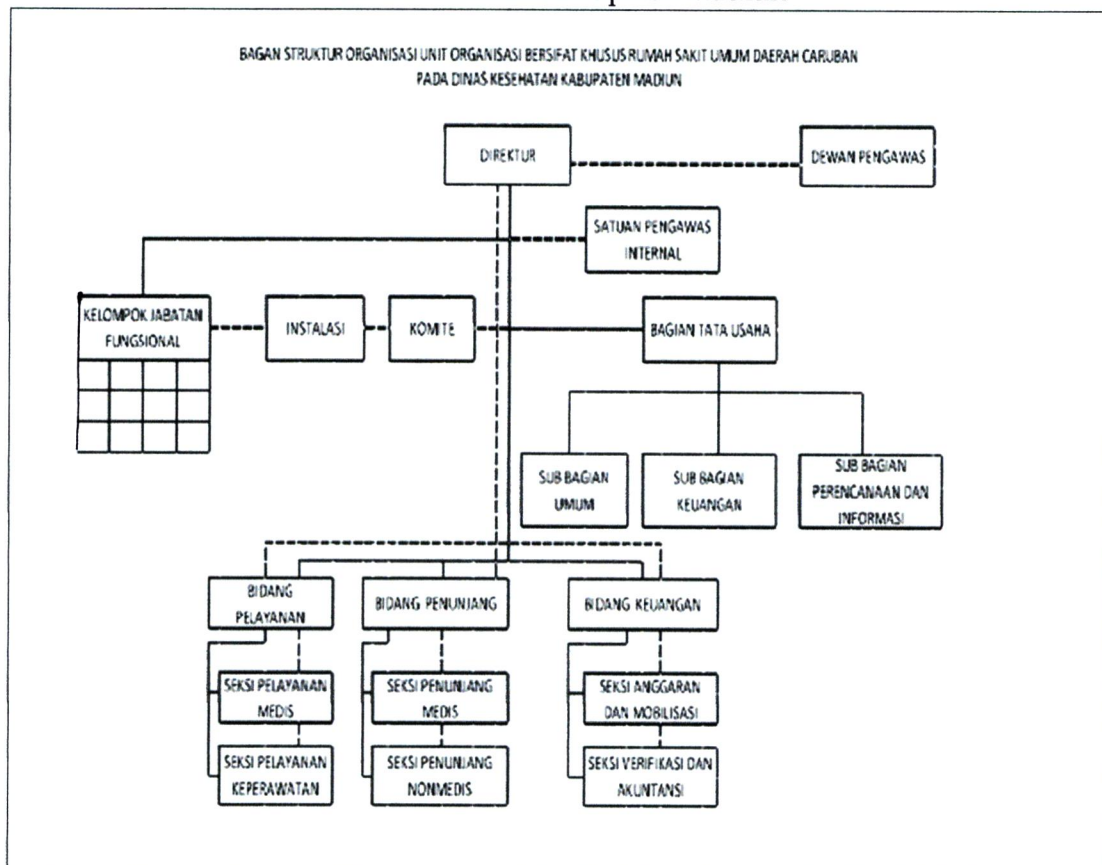 BAGAN STRUKTUR ORGANISASI UNIT ORGANISASI BERSIFAT KHUSUS RUMAH SAKIT UMUM DAERAH CARUBAN
PADA DINAS KESEHATAN KABUPATEN MADIUN
DIREKTUR
DEWAN PENGAWAS
SATUAN PENGAWAS
INTERNAL
KELOMPOK JABATAN
FUNGSIONAL
INSTALASI
KOMITE
BAGIAN TATA USAHA
SUB BAGIAN
UMUM
SUB BAGIAN
KEUANGAN
SUB BAGIAN
PERENCANAAN DAN
INFORMASI
BIDANG
PELAYANAN
BIDANG PENUNJANG
BIDANG KEUANGAN
SEKSI PELAYANAN
MEDIS
SEKSI PENUNJANG
MEDIS
SEKSI ANGGARAN
DAN MOBILISASI
SEKSI PELAYANAN
KEPERAWATAN
SEKSI PENUNJANG
NONMEDIS
SEKSI VERIFIKASI DAN
AKUNTANSI